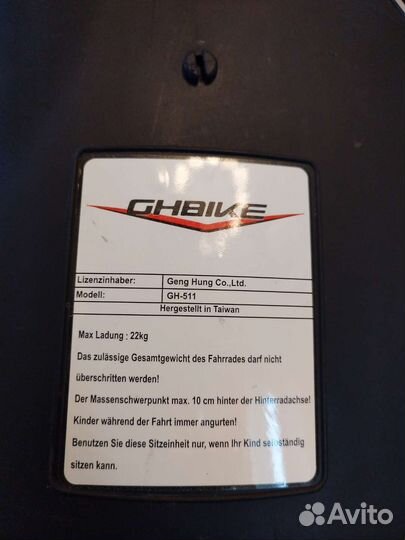 GHBIKE
Lizenzinhaber: Geng Hung Co.,Ltd.
Modell: GH-511
Hergestellt in Taiwan
Max Ladung : 22kg
Das zulässige Gesamtgewicht des Fahrrades darf nicht
überschritten werden!
Der Massenschwerpunkt max. 10 cm hinter der Hinterradachse!
Kinder während der Fahrt immer angurten!
Benutzen Sie diese Sitzeinheit nur, wenn Ihr Kind selbständig
sitzen kann.
Avito